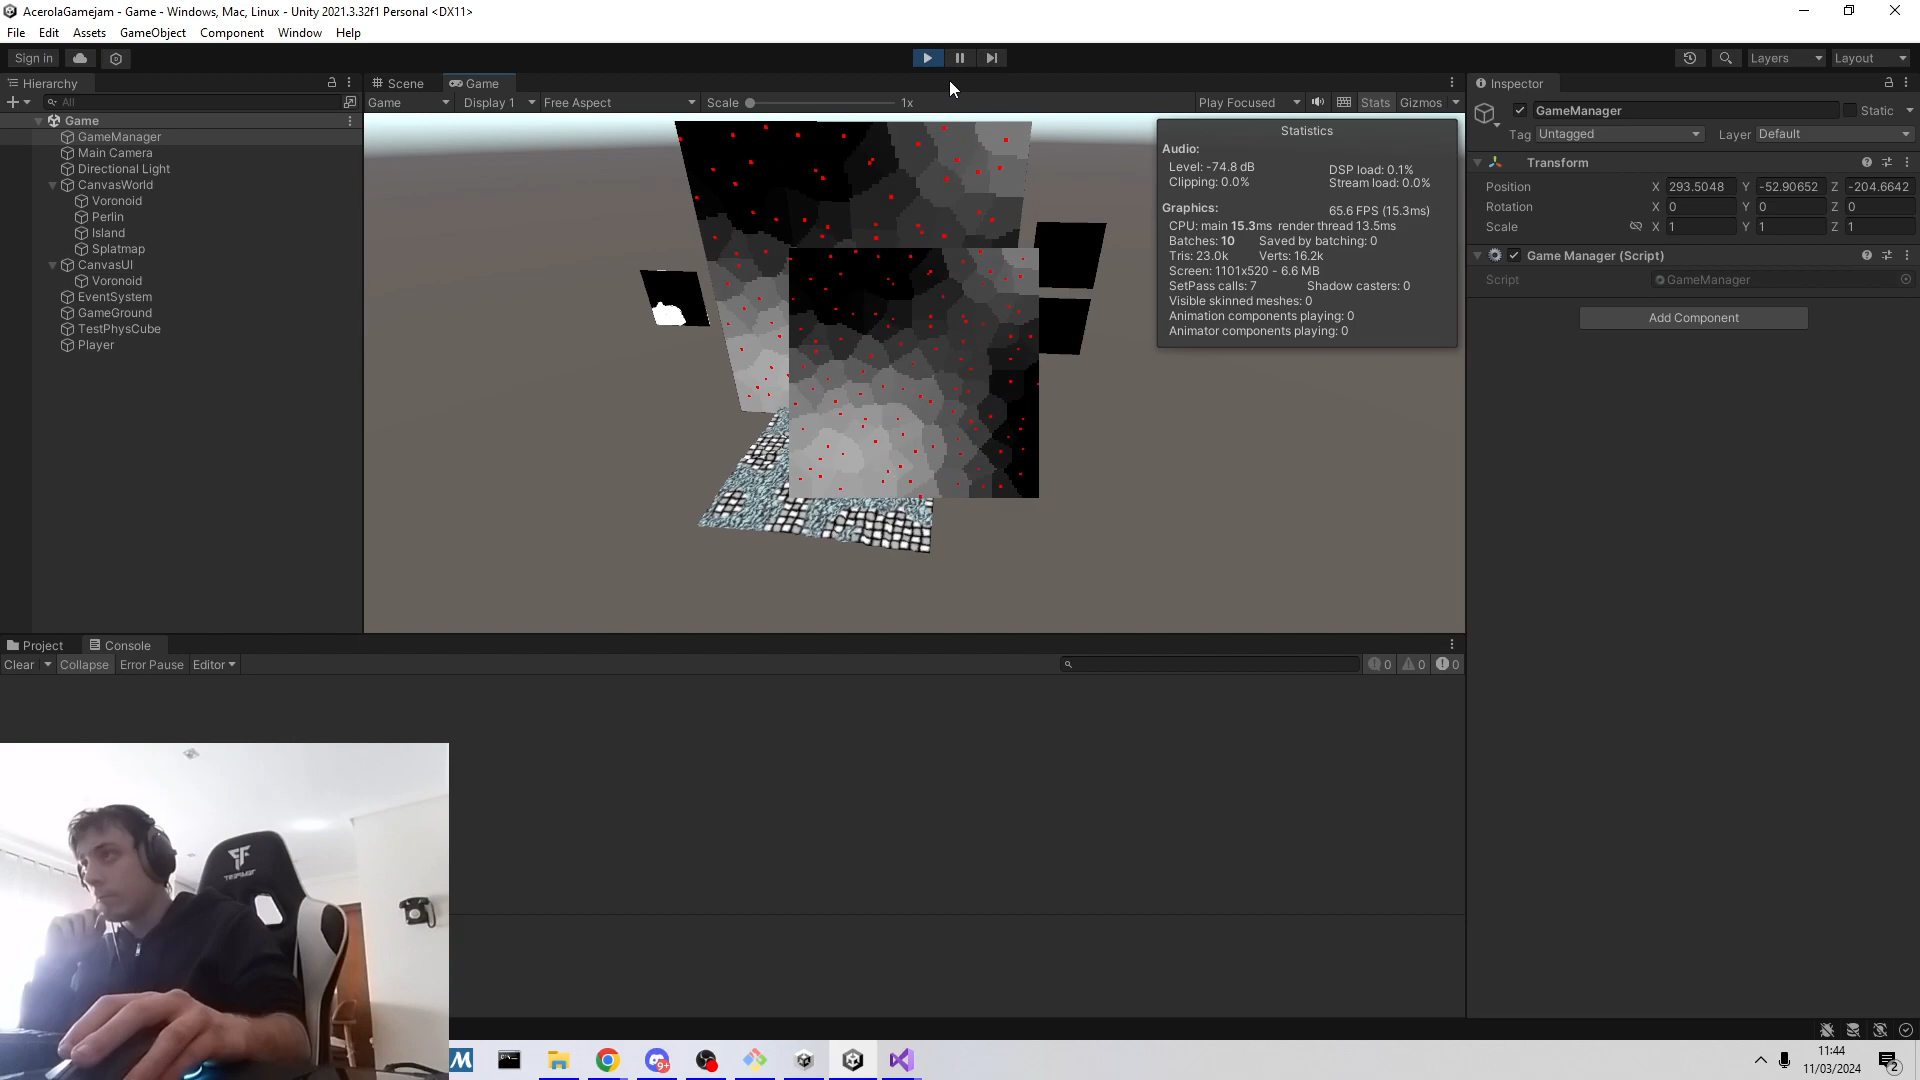 AcerolaGamejam - Game - Windows, Mac, Linux - Unity 2021.3.32f1 Personal <DX11>
File Edit Assets GameObject Component Window Help
Sign in
Layers
Layout
Hierarchy
All
Game
GameManager
Main Camera
Directional Light
CanvasWorld
Voronoid
Perlin
Island
Splatmap
CanvasUI
Voronoid
EventSystem
GameGround
TestPhysCube
Player
Scene
Game
Game
Display 1
Free Aspect
Scale
1x
Play Focused
Stats
Gizmos
Statistics
Audio:
Level: -74.8 dB DSP load: 0.1%
Clipping: 0.0% Stream load: 0.0%
Graphics: 65.6 FPS (15.3ms)
CPU: main 15.3ms render thread 13.5ms
Batches: 10 Saved by batching: 0
Tris: 23.0k Verts: 16.2k
Screen: 1101x520 - 6.6 MB
SetPass calls: 7 Shadow casters: 0
Visible skinned meshes: 0
Animation components playing: 0
Animator components playing: 0
Inspector
GameManager
Static
Tag Untagged
Layer Default
Transform
Position X 293.5048 Y -52.90652 Z -204.6642
Rotation X 0 Y 0 Z 0
Scale X 1 Y 1 Z 1
Game Manager (Script)
Script GameManager
Add Component
Project
Console
Clear
Collapse
Error Pause
Editor
0
0
0
TF
9+
11:44
11/03/2024
2